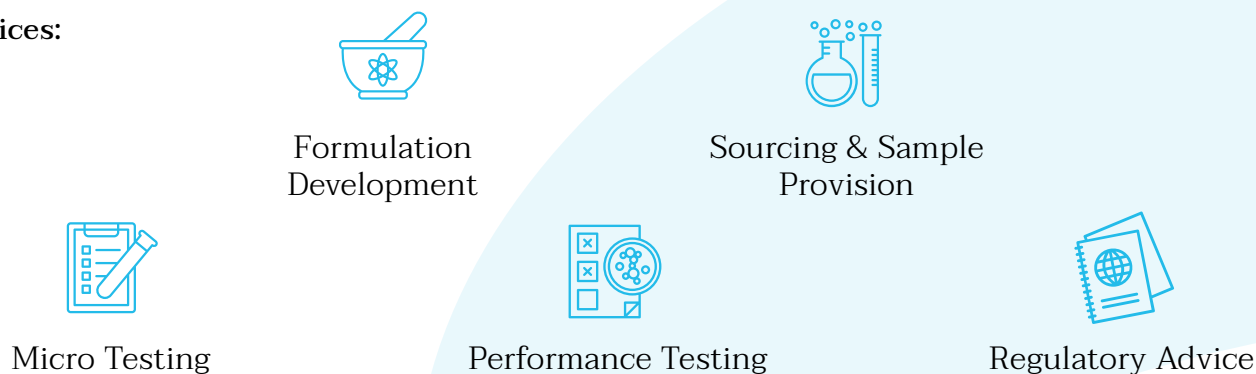 ices:
Formulation
Development
Sourcing & Sample
Provision
Micro Testing
Performance Testing
Regulatory Advice